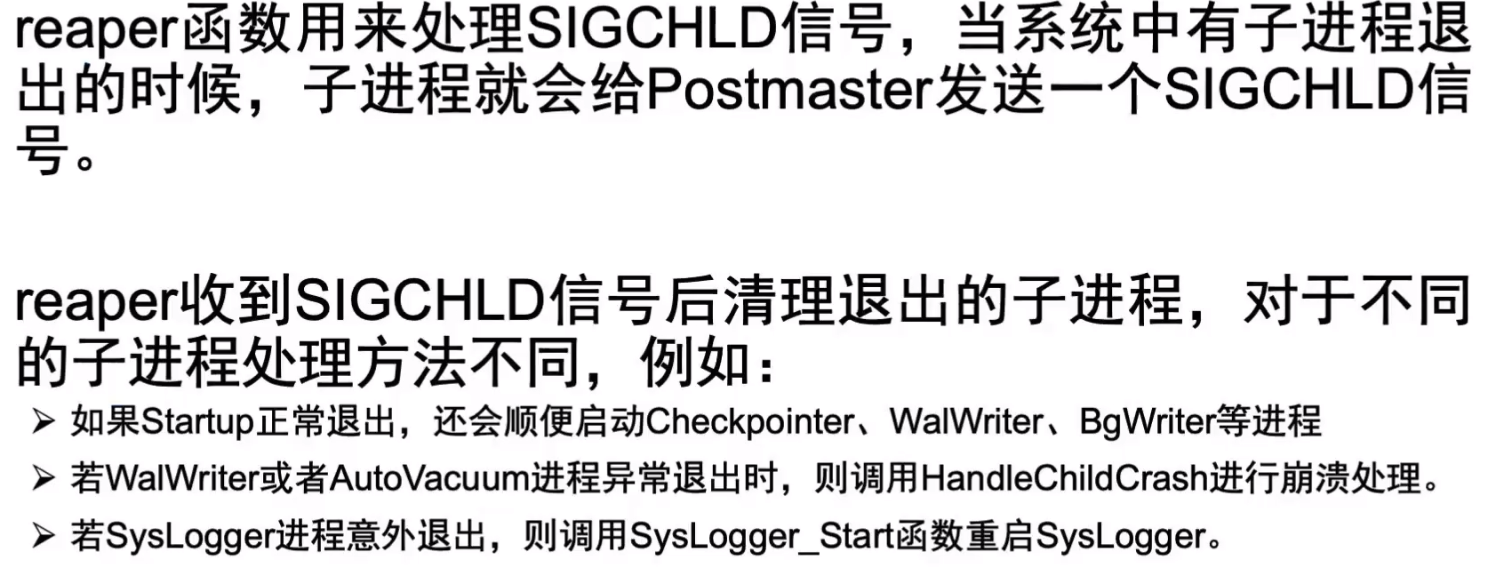 reaper函数用来处理SIGCHLD信号，当系统中有子进程退
出的时候，子进程就会给Postmaster发送一个SIGCHLD信
号。
reaper收到SIGCHLD信号后清理退出的子进程，对于不同
的子进程处理方法不同，例如：
➢ 如果Startup正常退出，还会顺便启动Checkpointer、WalWriter、BgWriter等进程
➢ 若WalWriter或者AutoVacuum进程异常退出时，则调用HandleChildCrash进行崩溃处理。
➢ 若SysLogger进程意外退出，则调用SysLogger_Start函数重启SysLogger。